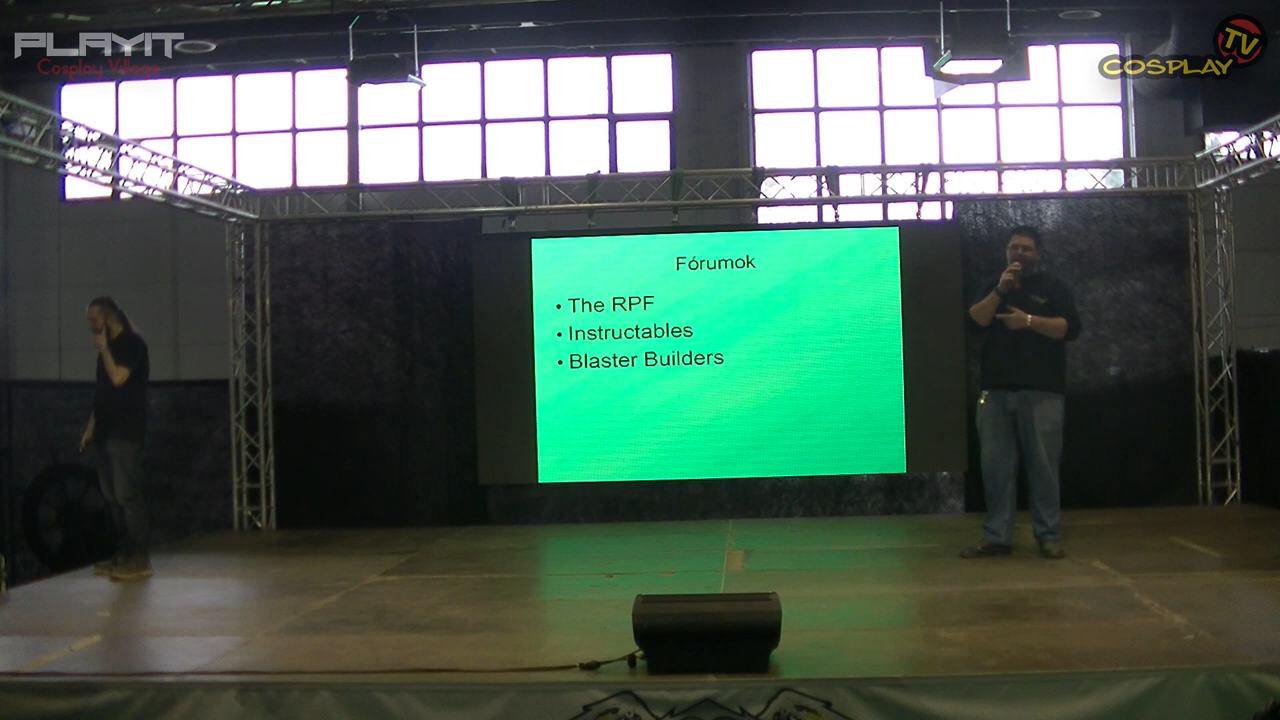 PLAYIT
Cosplay Village
TV
COSPLAY
Fórumok
• The RPF
• Instructables
• Blaster Builders